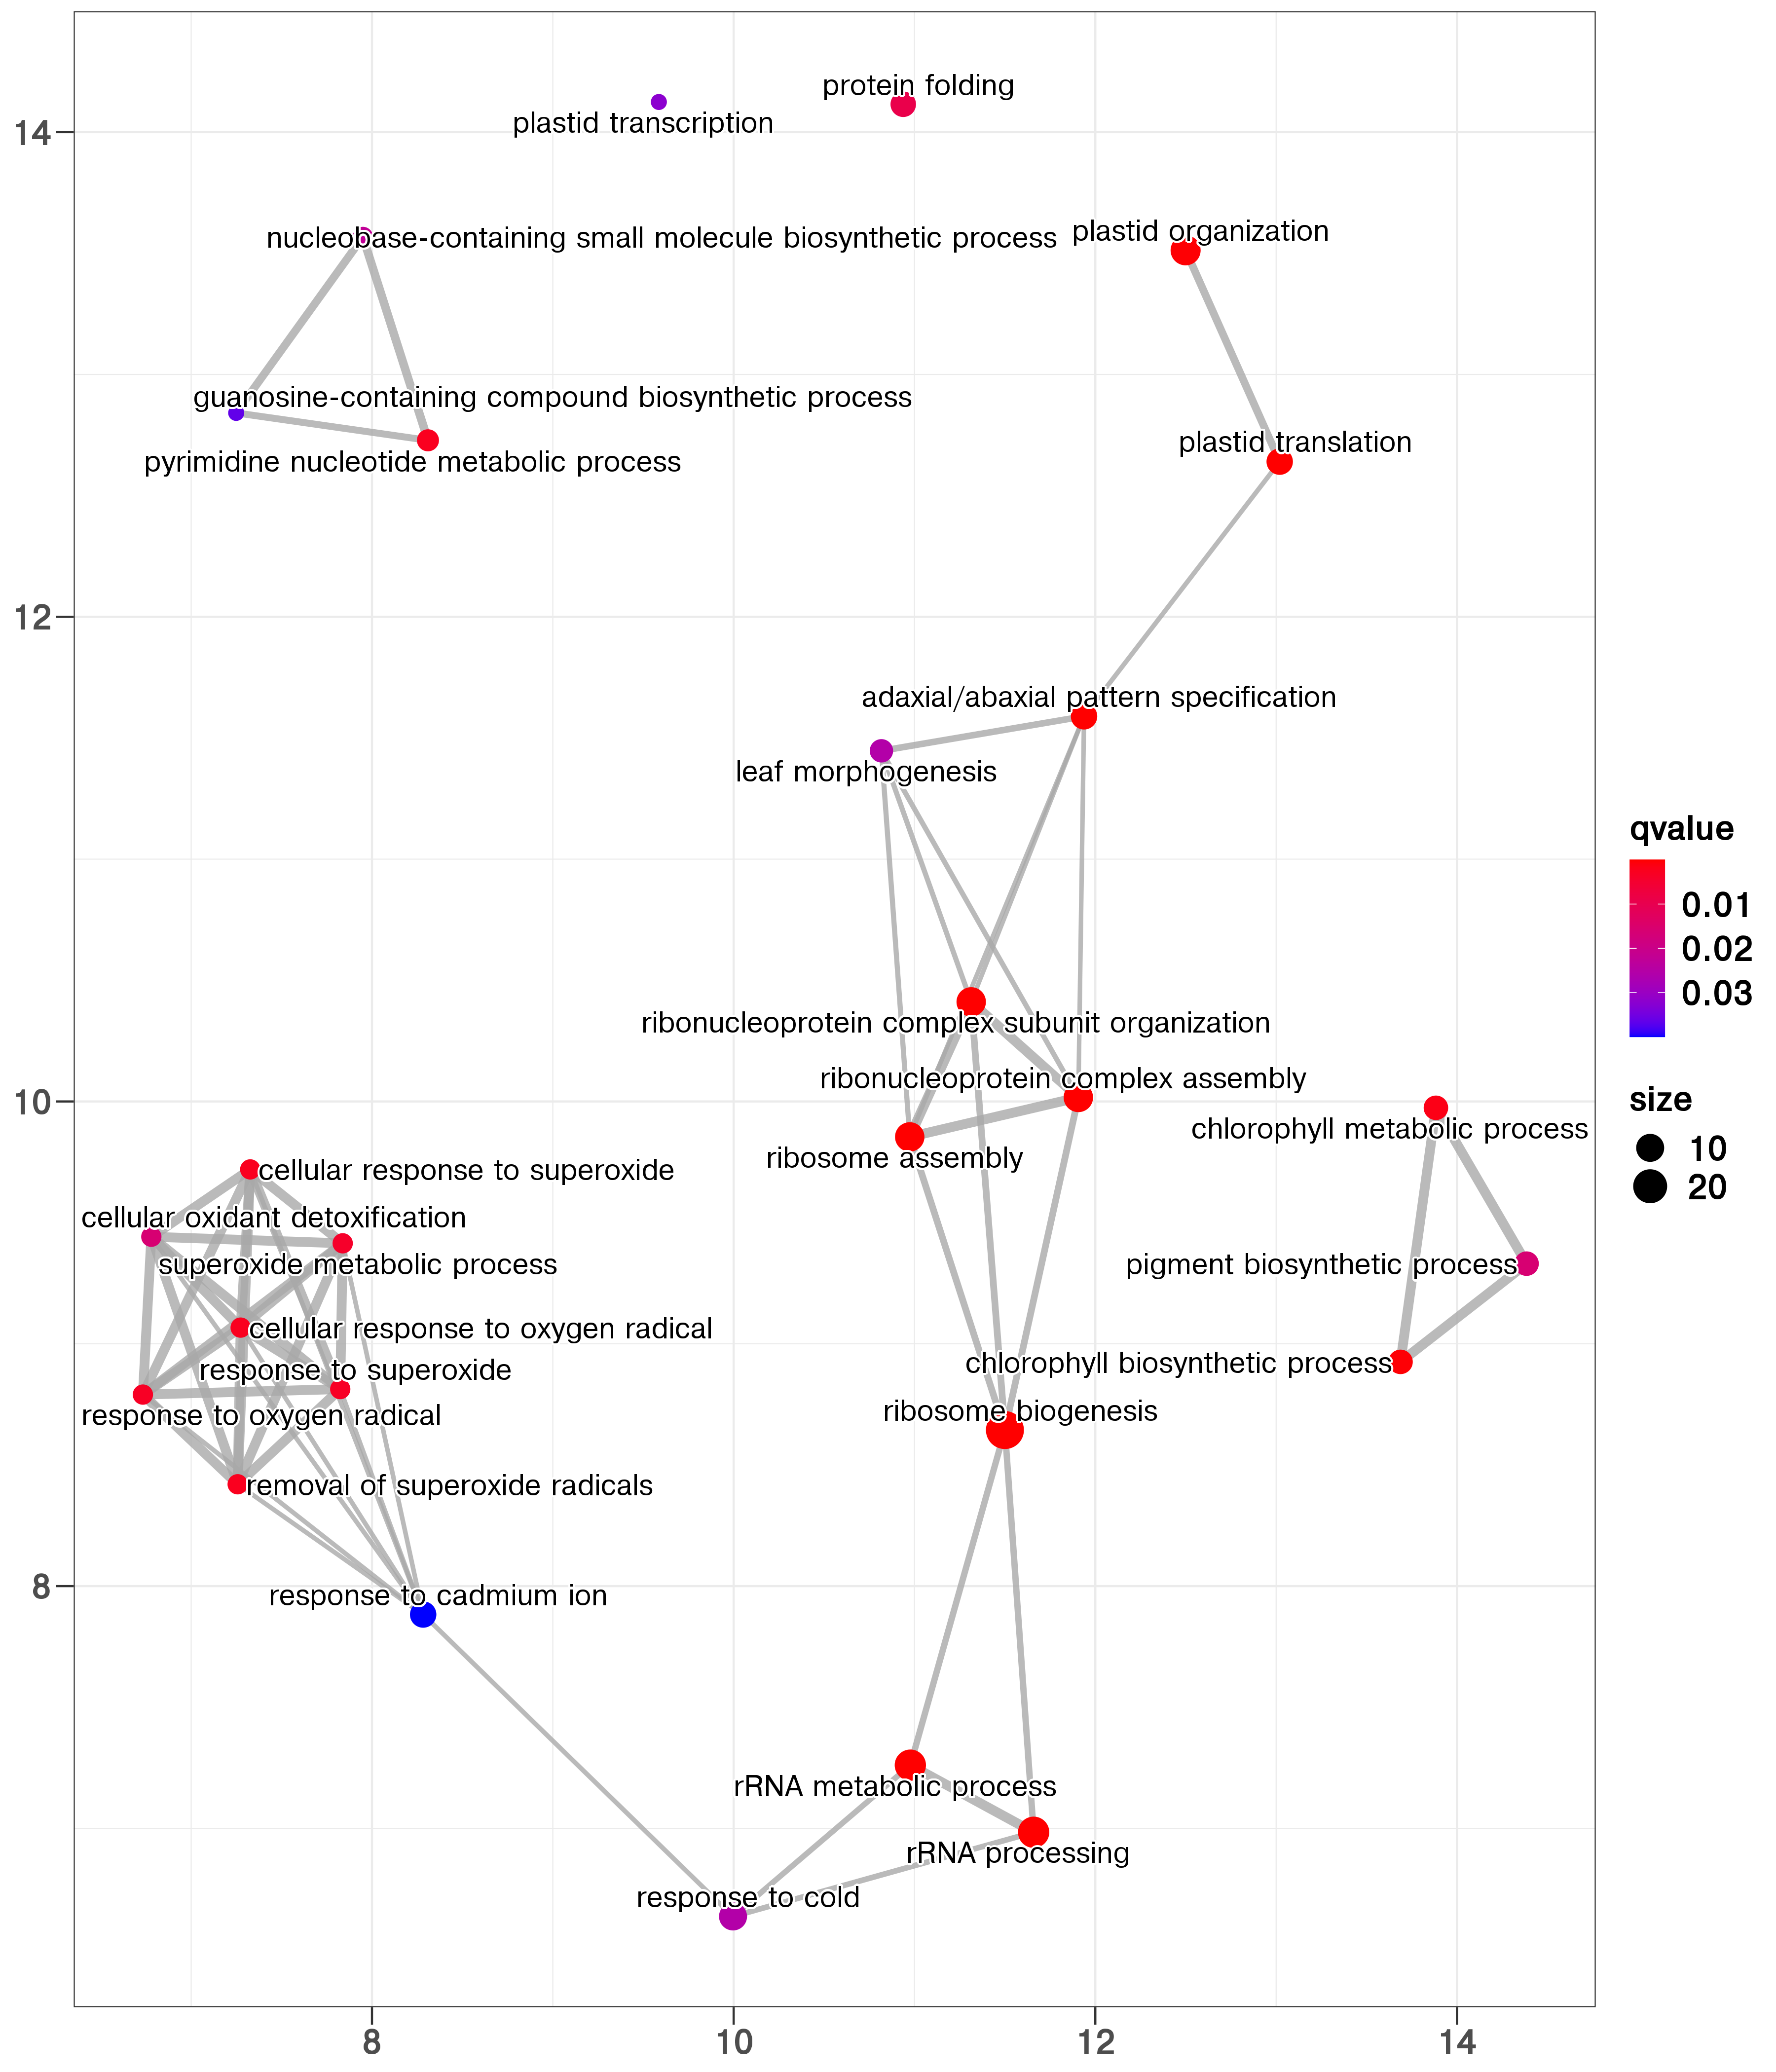 protein folding
plastid transcription
14
nucleobase-containing small molecule biosynthetic process
plastid organization
guanosine-containing compound biosynthetic process
plastid translation
pyrimidine nucleotide metabolic process
12
adaxial/abaxial pattern specification
leaf morphogenesis
ribonucleoprotein complex subunit organization
ribonucleoprotein complex assembly
10
chlorophyll metabolic process
ribosome assembly
cellular response to superoxide
cellular oxidant detoxification
superoxide metabolic process
pigment biosynthetic process
cellular response to oxygen radical
chlorophyll biosynthetic process
response to superoxide
response to oxygen radical
ribosome biogenesis
removal of superoxide radicals
8
response to cadmium ion
rRNA metabolic process
rRNA processing
response to cold
8
10
12
14
qvalue
0.01
0.02
0.03
size
10
20